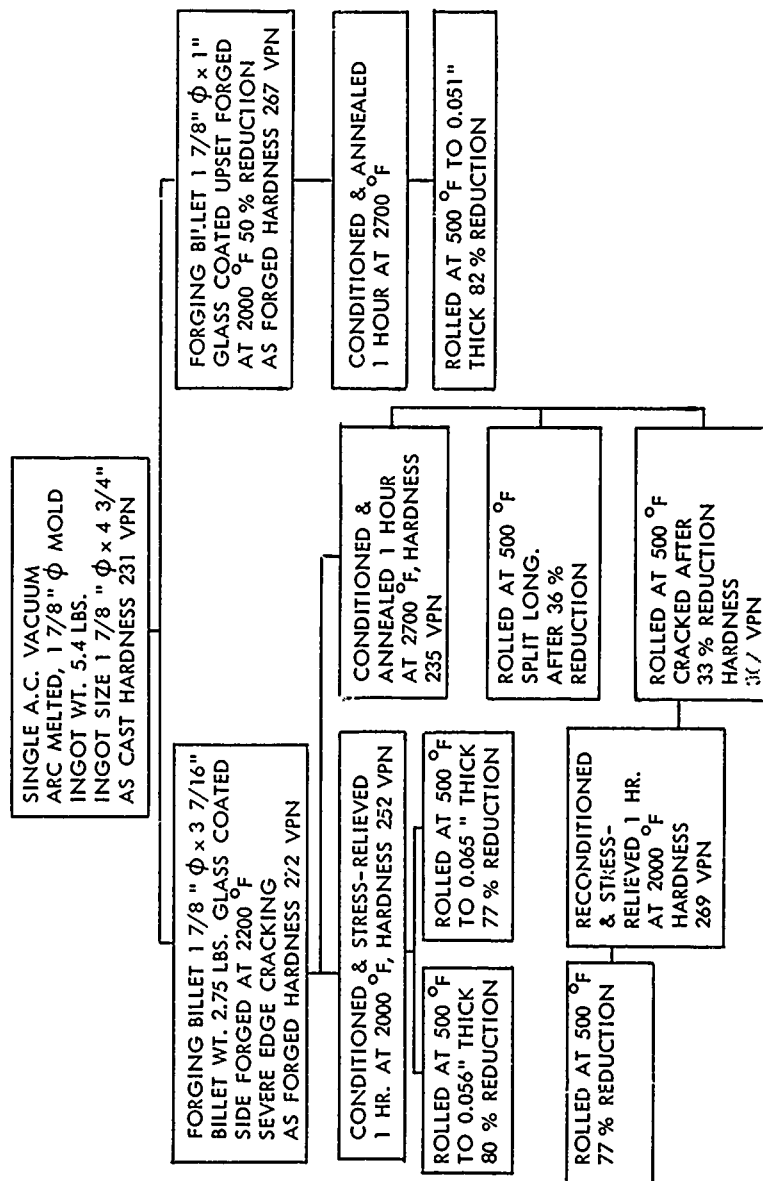 SINGLE A.C. VACUUM
ARC MELTED, 1 7/8" ϕ MOLD
INGOT WT. 5.4 LBS.
INGOT SIZE 1 7/8 " ϕ x 4 3/4"
AS CAST HARDNESS 231 VPN
FORGING BILLET 1 7/8" ϕ x 3 7/16"
BILLET WT. 2.75 LBS. GLASS COATED
SIDE FORGED AT 2200 °F
SEVERE EDGE CRACKING
AS FORGED HARDNESS VPN
FORGING BILLET 1 7/8" ϕ x 1"
GLASS COATED UPSET FORGED
AT 2000 °F 50 % REDUCTION
AS FORGED HARDNESS 267 VPN
CONDITIONED & STRESS-RELIEVED
1 HR. AT 2000 °F, HARDNESS 252 VPN
CONDITIONED &
ANNEALED 1 HOUR
AT 2700 °F, HARDNESS
235 VPN
CONDITIONED & ANNEALED
1 HOUR AT 2700 °F
ROLLED AT 500 °F
TO 0.056" THICK
80 % REDUCTION
ROLLED AT 500 °F
TO 0.065 " THICK
77 % REDUCTION
ROLLED AT 500 °F
SPLIT LONG.
AFTER 36 %
REDUCTION
ROLLED AT 500 °F TO 0.051"
THICK 82 % REDUCTION
ROLLED AT 500 °F
77 % REDUCTION
RECONDITIONED
& STRESS-
RELIEVED 1 HR.
AT 2000 °F
HARDNESS
269 VPN
ROLLED AT 500 °F
CRACKED AFTER
33 % REDUCTION
HARDNESS
VPN